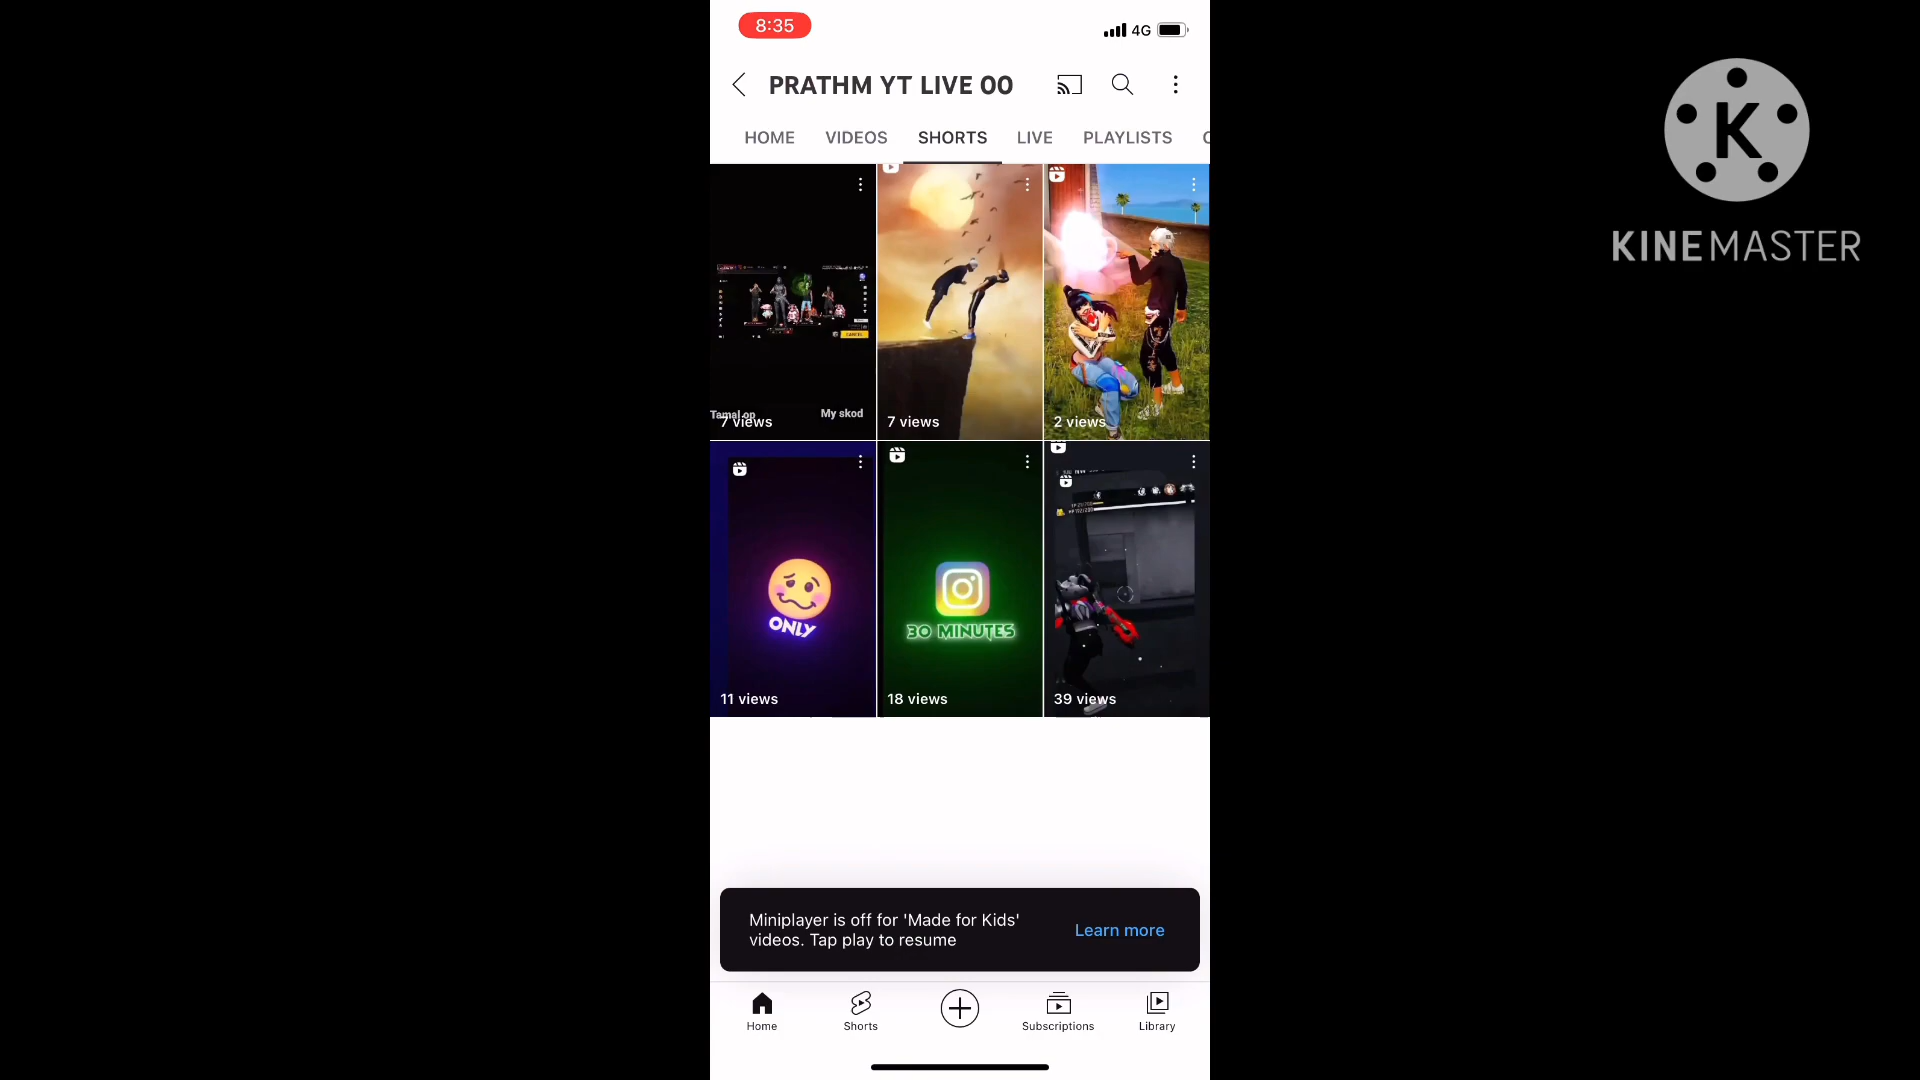 8:35
4G
PRATHM YT LIVE 00
HOME VIDEOS SHORTS LIVE PLAYLISTS
K
KINEMASTER
Tamal op
My skod
7 views
7 views
2 views
ONLY
30 MINUTES
11 views
18 views
39 views
Miniplayer is off for 'Made for Kids'
videos. Tap play to resume
Learn more
Home
Shorts
Subscriptions
Library